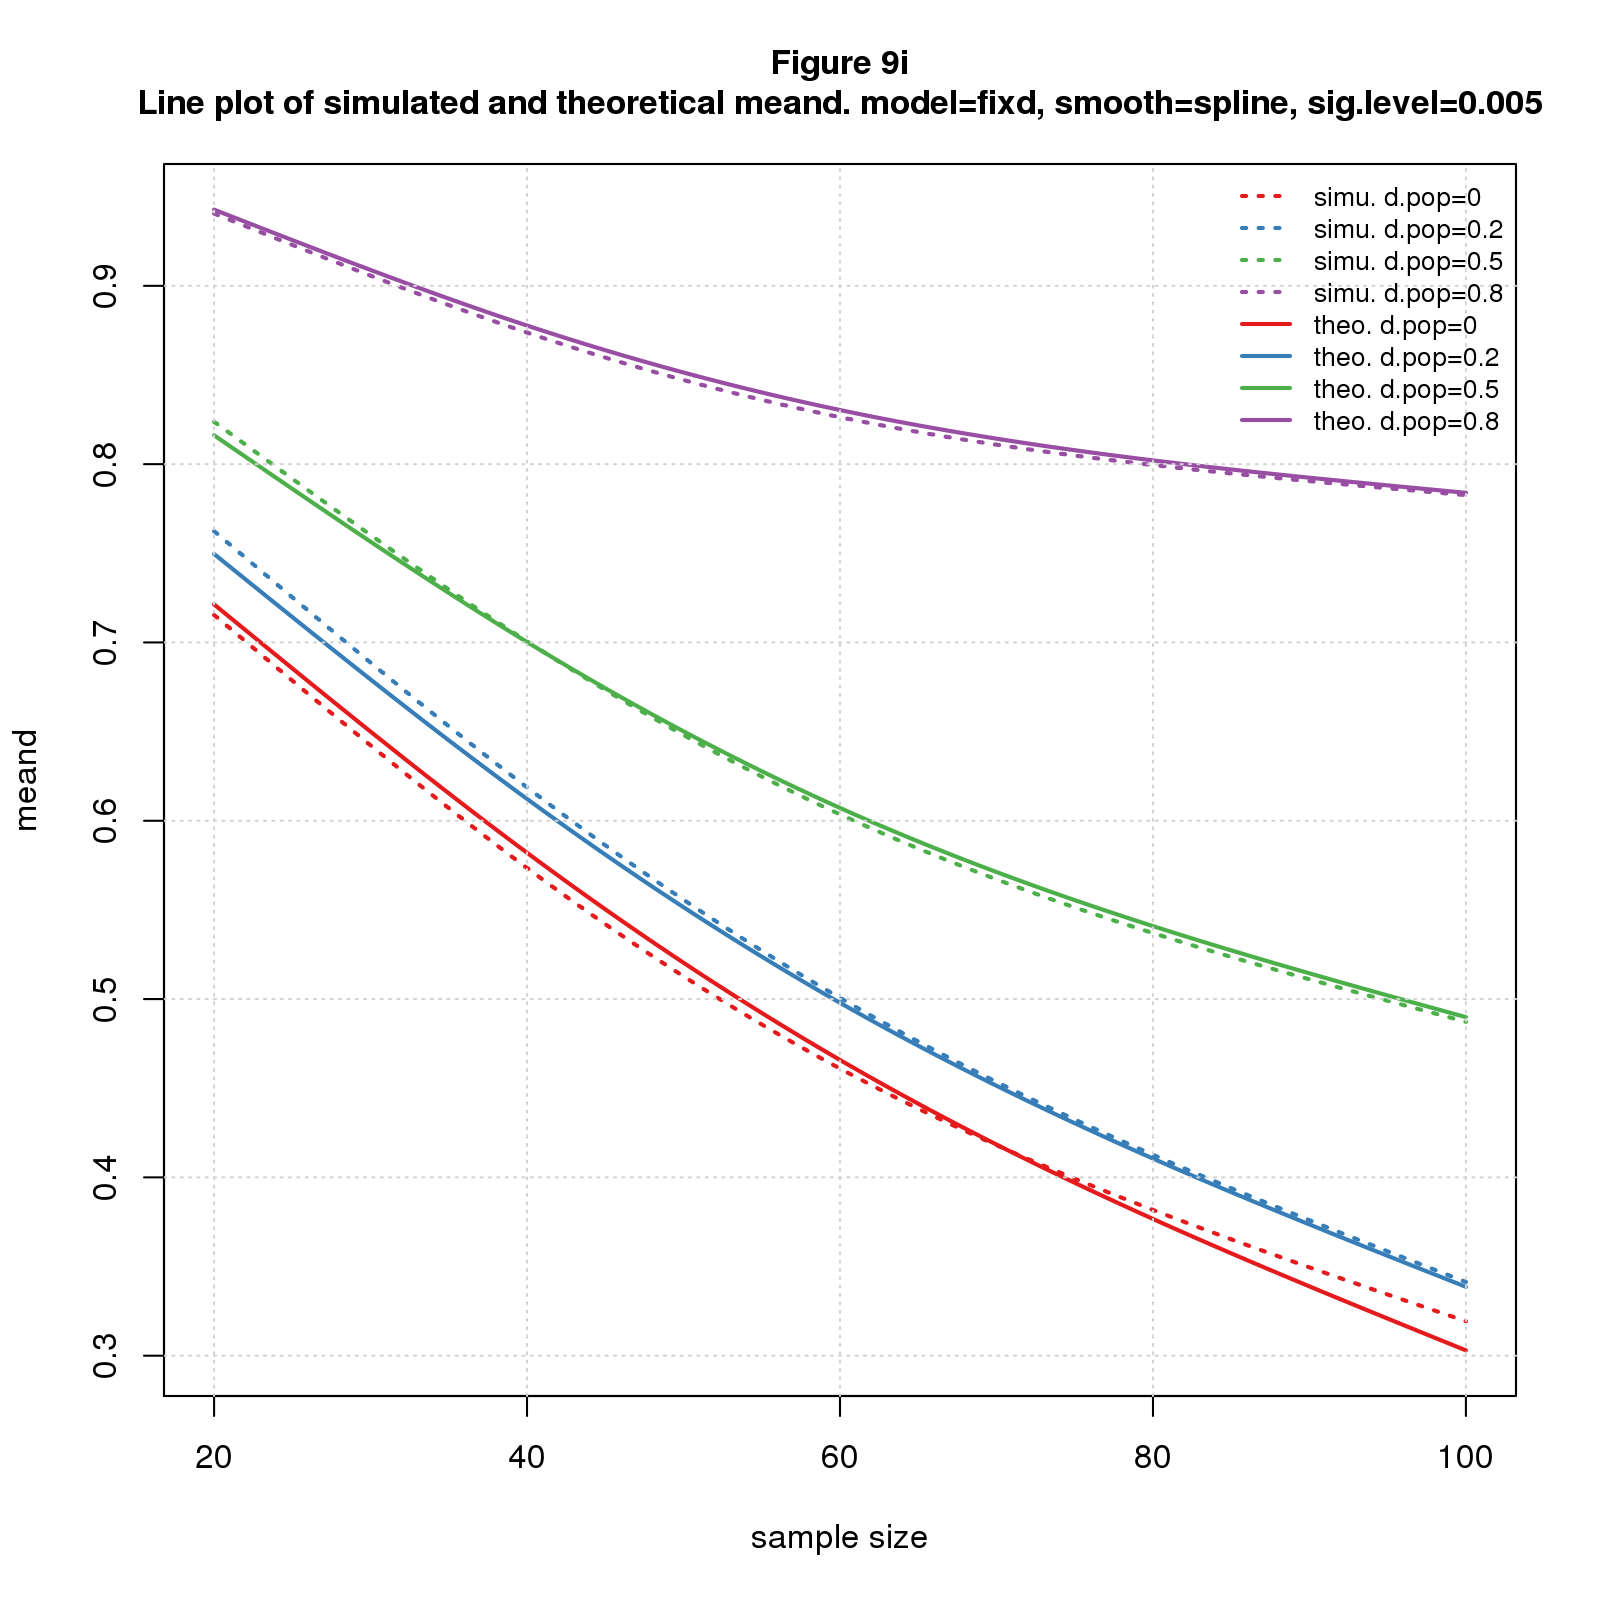 Figure 9i
Line plot of simulated and theoretical meand. model=fixd, smooth=spline, sig.level=0.005
simu. d.pop=0
simu. d.pop=0.2
simu. d.pop=0.5
simu. d.pop=0.8
theo. d.pop=0
theo. d.pop=0.2
theo. d.pop=0.5
theo. d.pop=0.8
meand
0.9
0.8
0.7
0.6
0.5
0.4
0.3
20 40 60 80 100
sample size